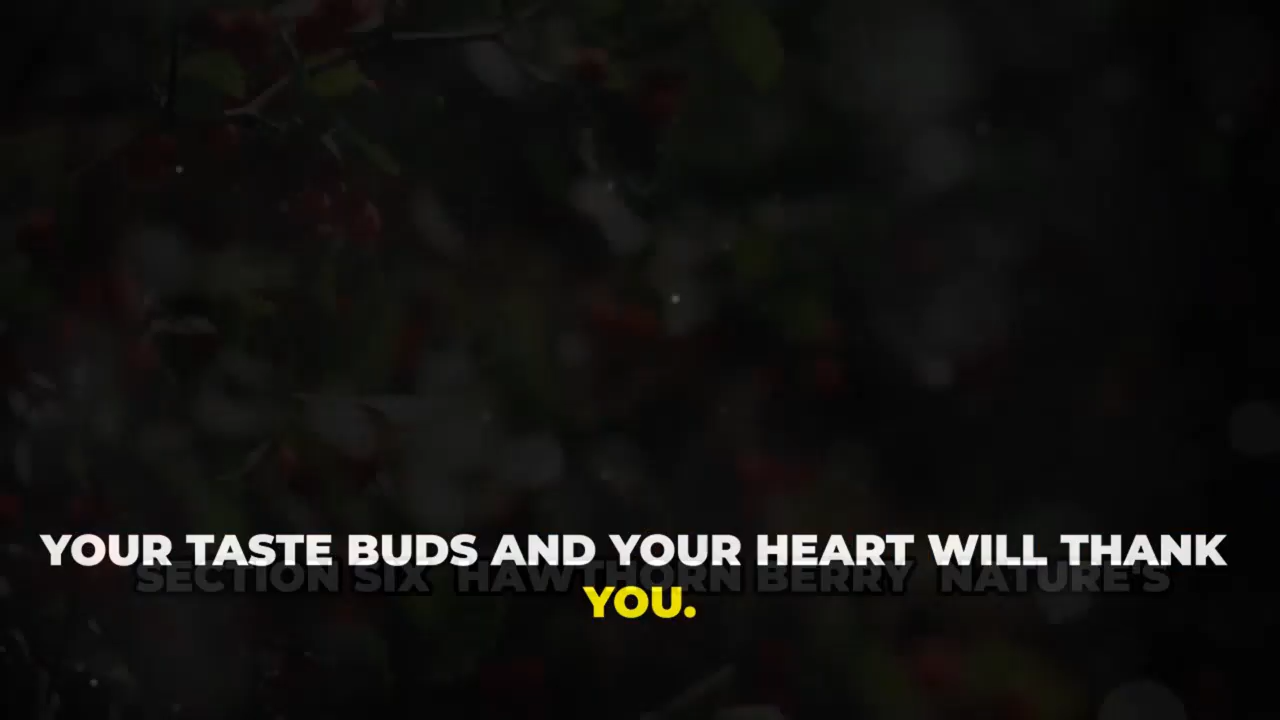 YOUR TASTE BUDS AND YOUR HEART WILL THANK
SECTION SIX HAWTHORN BERRY NATURE'S
YOU.